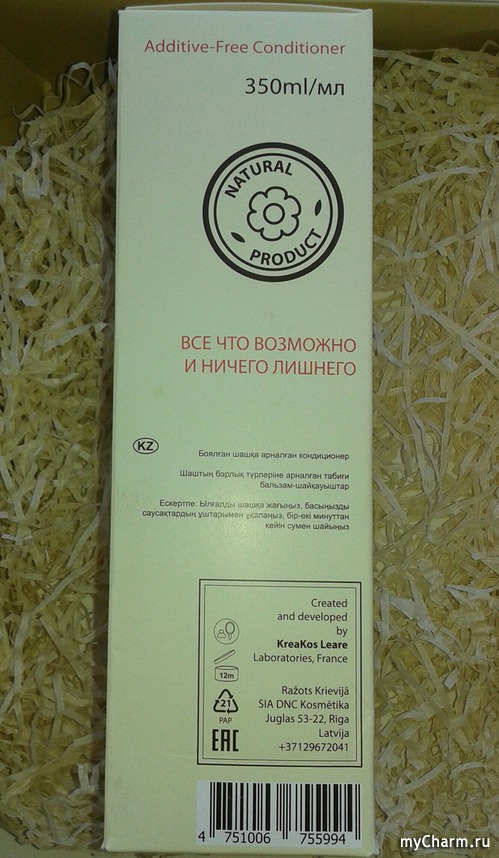 Additive-Free Conditioner
350ml/мл
NATURAL
PRODUCT
ВСЕ ЧТО ВОЗМОЖНО
И НИЧЕГО ЛИШНЕГО
KZ
Боялған шашқа арналған кондиционер
Шаштың барлық түрлеріне арналған табиғи
бальзам-шайқауыштар
Ескертпе: Ылғалды шашқа жағыңыз, басыңызды
саусақтардың ұштарымен ұқалаңыз, бір-екі минуттан
кейін сумен шайыңыз
Created
and developed
by
KreaKos Leare
Laboratories, France
12m
21
PAP
EAC
Ražots Krievijā
SIA DNC Kosmētika
Juglas 53-22, Rīga
Latvija
+37129672041
4 751006 755994
myCharm.ru